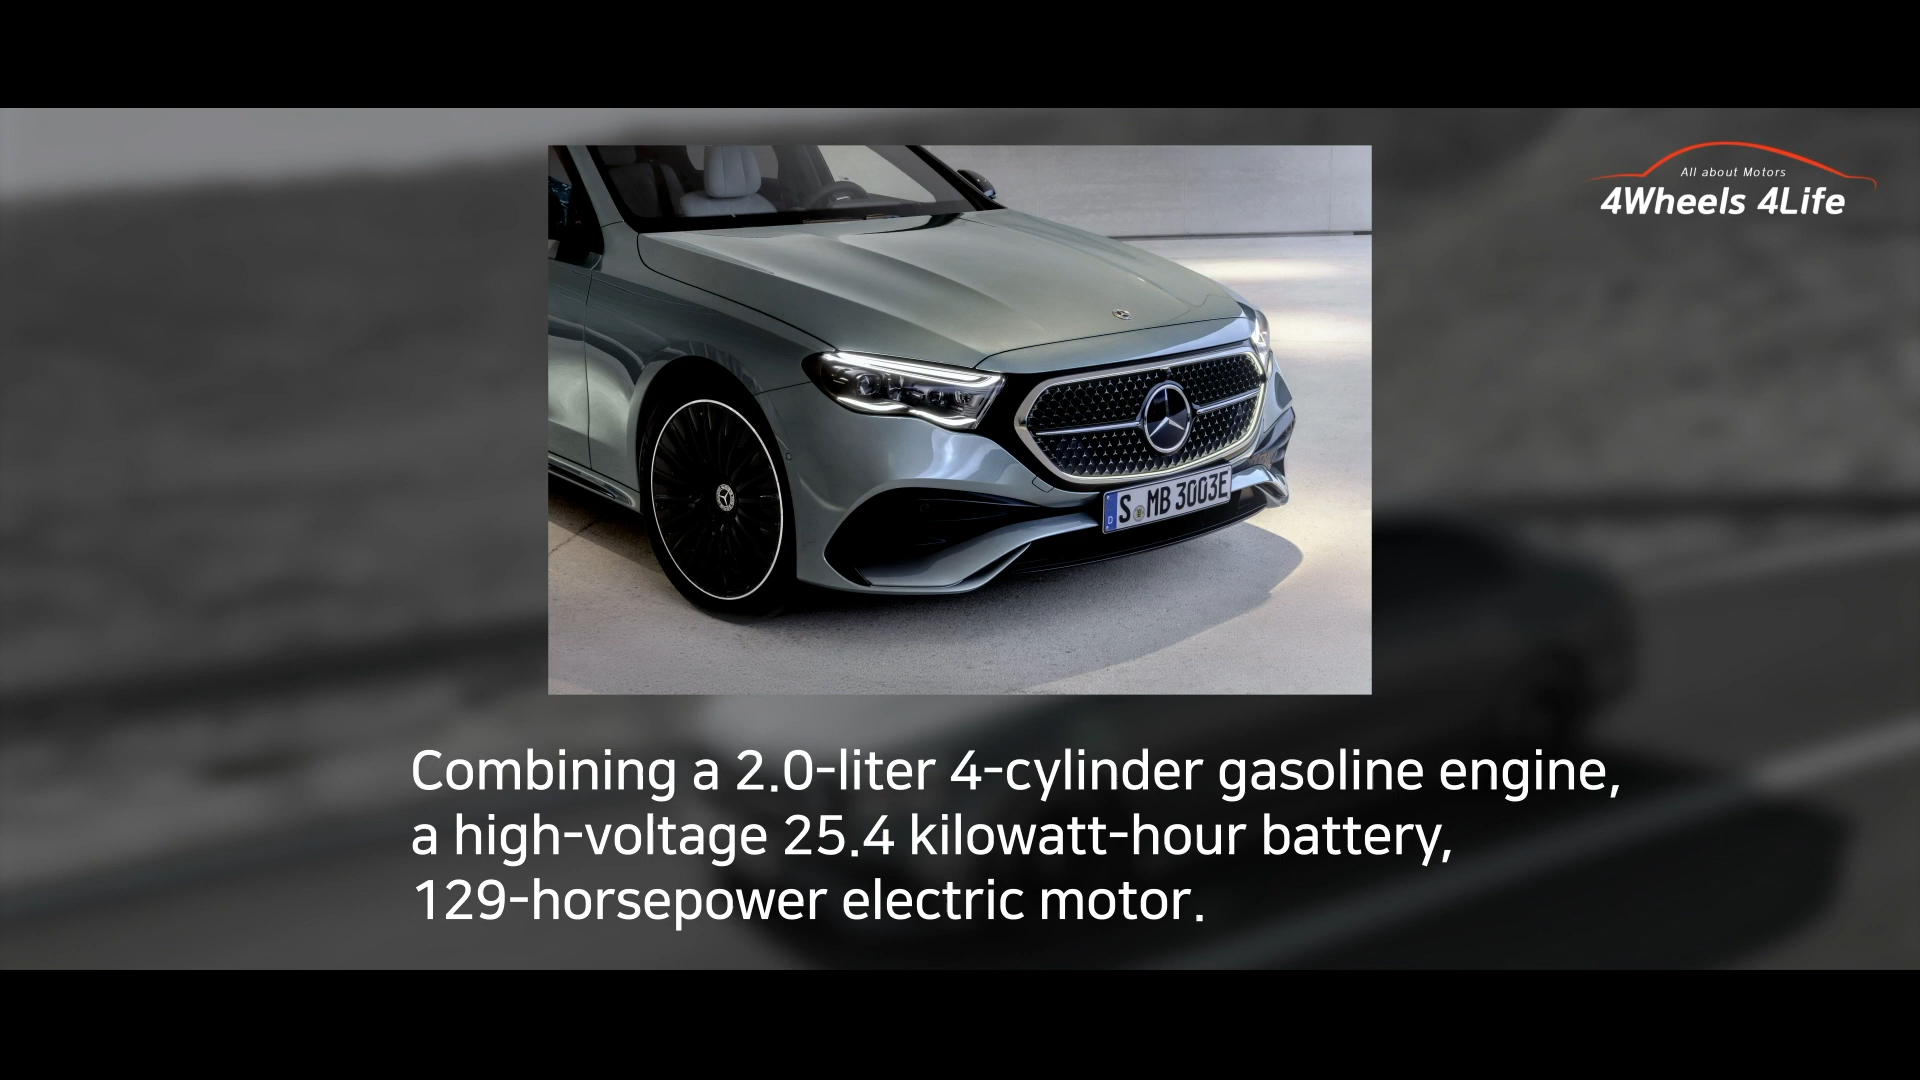 All about Motors
4Wheels 4Life
S MB 3003E
D
Combining a 2.0-liter 4-cylinder gasoline engine,
a high-voltage 25.4 kilowatt-hour battery,
129-horsepower electric motor.